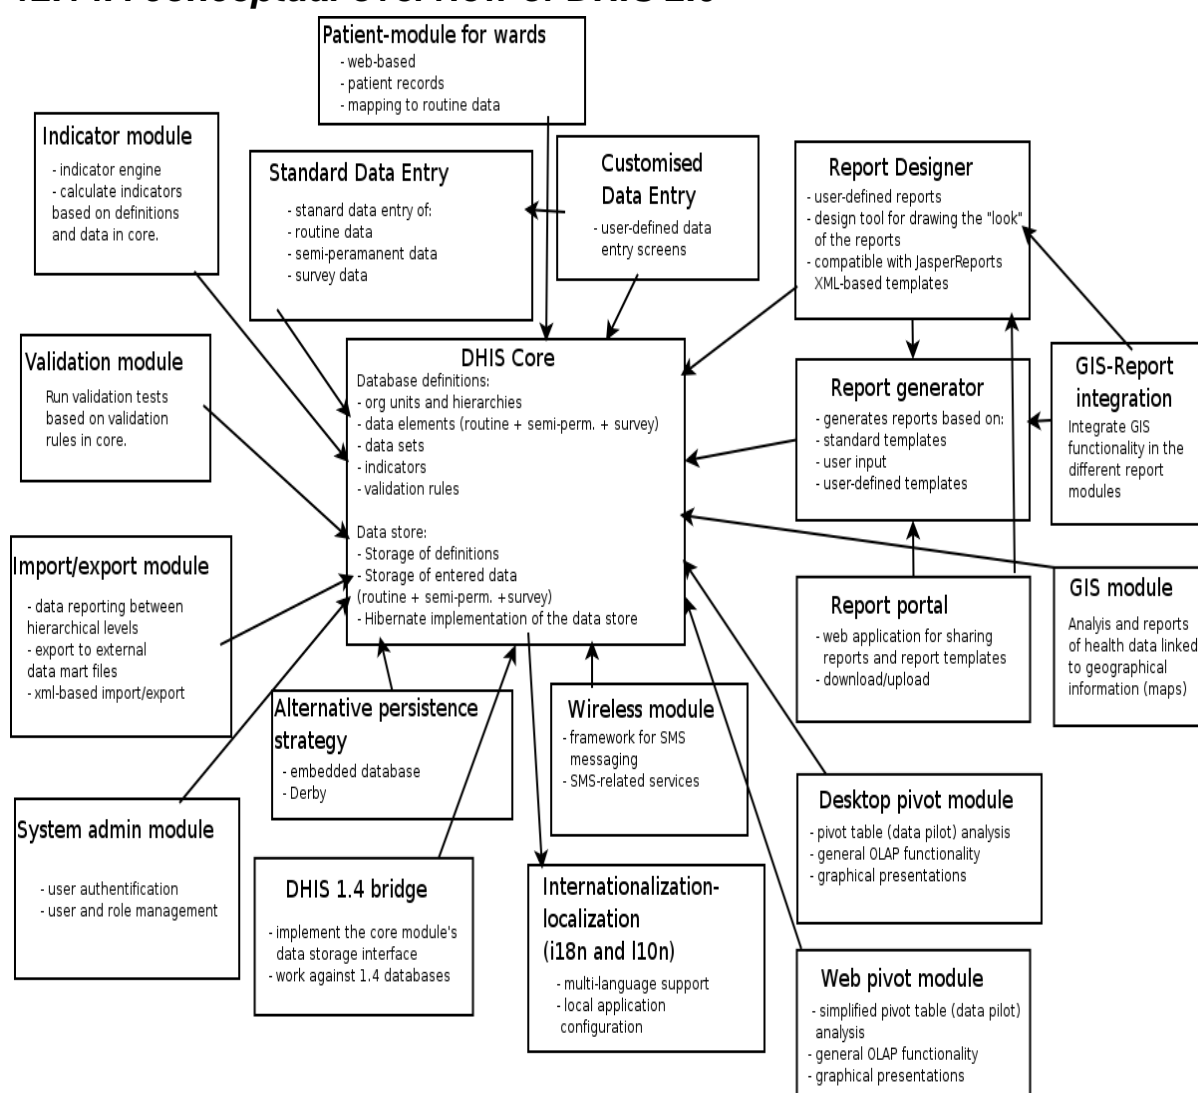 Patient-module for wards
- web-based
- patient records
- mapping to routine data
Indicator module
- indicator engine
- calculate indicators
based on definitions
and data in core.
Standard Data Entry
- stanard data entry of:
- routine data
- semi-peramanent data
- survey data
Customised
Data Entry
- user-defined data
entry screens
Report Designer
- user-defined reports
- design tool for drawing the "look"
of the reports
- compatible with JasperReports
XML-based templates
Validation module
Run validation tests
based on validation
rules in core.
DHIS Core
Database definitions:
- org units and hierarchies
- data elements (routine + semi-perm. + survey)
- data sets
- indicators
- validation rules
Data store:
- Storage of definitions
- Storage of entered data
(routine + semi-perm. +survey)
- Hibernate implementation of the data store
Report generator
- generates reports based on:
- standard templates
- user input
- user-defined templates
GIS-Report
integration
Integrate GIS
functionality in the
different report
modules
Import/export module
- data reporting between
hierarchical levels
- export to external
data mart files
- xml-based import/export
Report portal
- web application for sharing
reports and report templates
- download/upload
GIS module
Analyis and reports
of health data linked
to geographical
information (maps)
Alternative persistence
strategy
- embedded database
- Derby
Wireless module
- framework for SMS
messaging
- SMS-related services
Desktop pivot module
- pivot table (data pilot) analysis
- general OLAP functionality
- graphical presentations
System admin module
- user authentification
- user and role management
DHIS 1.4 bridge
- implement the core module's
data storage interface
- work against 1.4 databases
Internationalization-
localization
(i18n and l10n)
- multi-language support
- local application
configuration
Web pivot module
- simplified pivot table (data pilot)
analysis
- general OLAP functionality
- graphical presentations